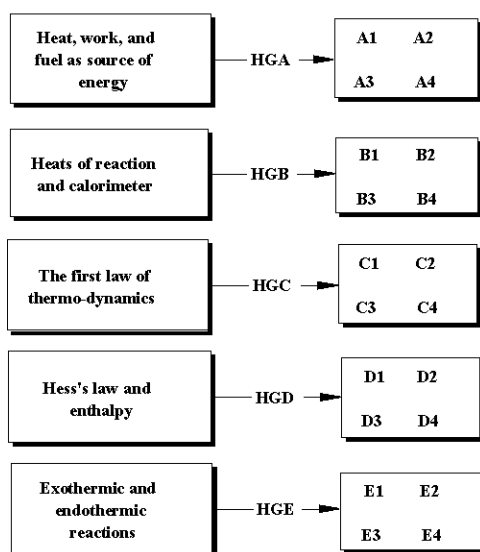 Heat, work, and
fuel as source of
energy
HGA
A1 A2
A3 A4
Heats of reaction
and calorimeter
HGB
B1 B2
B3 B4
The first law of
thermo-dynamics
HGC
C1 C2
C3 C4
Hess's law and
enthalpy
HGD
D1 D2
D3 D4
Exothermic and
endothermic
reactions
HGE
E1 E2
E3 E4